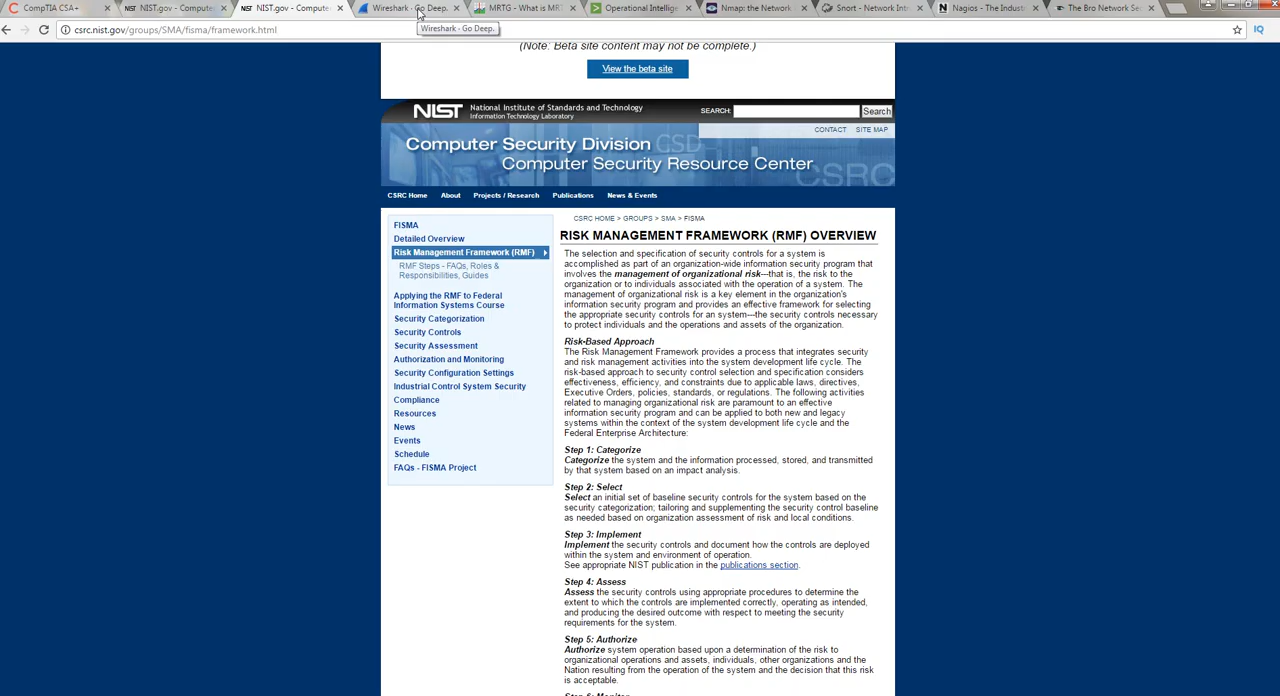 CompTIA CSA+
NIST.gov - Compute
NIST.gov - Compute
Wireshark - Go Deep.
MRTG - What is MRT
Operational Intellige
Nmap: the Network
Snort - Network Intr
Nagios - The Indust
The Bro Network Se
csrc.nist.gov/groups/SMA/fisma/framework.html
Wireshark - Go Deep.
(Note: Beta site content may not be complete.)
View the beta site
NIST
National Institute of Standards and Technology
Information Technology Laboratory
SEARCH:
Search
CONTACT
SITE MAP
Computer Security Division
CSD
Computer Security Resource Center
CSRC
CSRC Home
About
Projects / Research
Publications
News & Events
FISMA
Detailed Overview
Risk Management Framework (RMF)
RMF Steps - FAQs, Roles &
Responsibilities, Guides
Applying the RMF to Federal
Information Systems Course
Security Categorization
Security Controls
Security Assessment
Authorization and Monitoring
Security Configuration Settings
Industrial Control System Security
Compliance
Resources
News
Events
Schedule
FAQs - FISMA Project
CSRC HOME > GROUPS > SMA > FISMA
RISK MANAGEMENT FRAMEWORK (RMF) OVERVIEW
The selection and specification of security controls for a system is
accomplished as part of an organization-wide information security program that
involves the management of organizational risk---that is, the risk to the
organization or to individuals associated with the operation of a system. The
management of organizational risk is a key element in the organization's
information security program and provides an effective framework for selecting
the appropriate security controls for an system---the security controls necessary
to protect individuals and the operations and assets of the organization.
Risk-Based Approach
The Risk Management Framework provides a process that integrates security
and risk management activities into the system development life cycle. The
risk-based approach to security control selection and specification considers
effectiveness, efficiency, and constraints due to applicable laws, directives,
Executive Orders, policies, standards, or regulations. The following activities
related to managing organizational risk are paramount to an effective
information security program and can be applied to both new and legacy
systems within the context of the system development life cycle and the
Federal Enterprise Architecture:
Step 1: Categorize
Categorize the system and the information processed, stored, and transmitted
by that system based on an impact analysis.
Step 2: Select
Select an initial set of baseline security controls for the system based on the
security categorization; tailoring and supplementing the security control baseline
as needed based on organization assessment of risk and local conditions.
Step 3: Implement
Implement the security controls and document how the controls are deployed
within the system and environment of operation.
See appropriate NIST publication in the publications section.
Step 4: Assess
Assess the security controls using appropriate procedures to determine the
extent to which the controls are implemented correctly, operating as intended,
and producing the desired outcome with respect to meeting the security
requirements for the system.
Step 5: Authorize
Authorize system operation based upon a determination of the risk to
organizational operations and assets, individuals, other organizations and the
Nation resulting from the operation of the system and the decision that this risk
is acceptable.